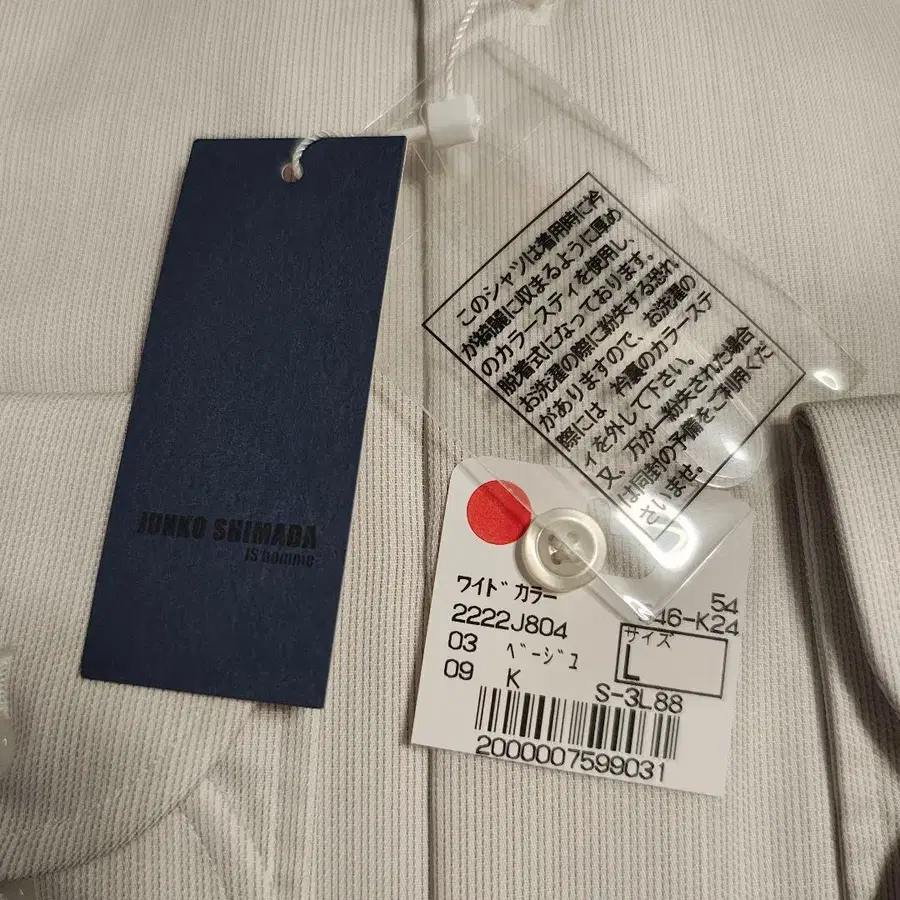 JUNKO SHIMADA
JS homme
このシャツは着用時に衿
が綺麗に収まるように厚め
のカラースティを使用し、
脱着式になっております。
お洗濯の際に紛失する恐れ
がありますので、お洗濯の
際には 衿裏のカラーステ
ィを外して下さい。
又、万が一紛失された場合
は同封の予備をご利用くだ
さいませ。
ワイドカラー
54
2222J804
46-K24
03
ベージュ
サイズ
09
K
L
S-3L88
2000007599031